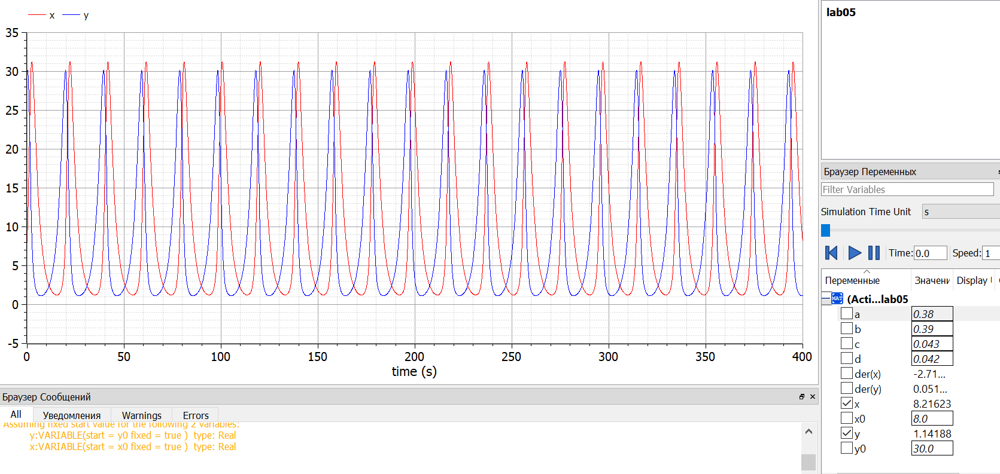 x y
35
30
25
20
15
10
5
0
-5
0 50 100 150 200 250 300 350 400
time (s)
Браузер Сообщений
All Уведомления Warnings Errors
Assuming fixed start value for the following 2 variables:
y:VARIABLE(start = y0 fixed = true ) type: Real
x:VARIABLE(start = x0 fixed = true ) type: Real
lab05
Браузер Переменных
Filter Variables
Simulation Time Unit s
Time: 0.0 Speed: 1
Переменные Значени Display
MAT (Acti...lab05
a 0.38
b 0.39
c 0.043
d 0.042
der(x) -2.71...
der(y) 0.051...
x 8.21623
x0 8.0
y 1.14188
y0 30.0